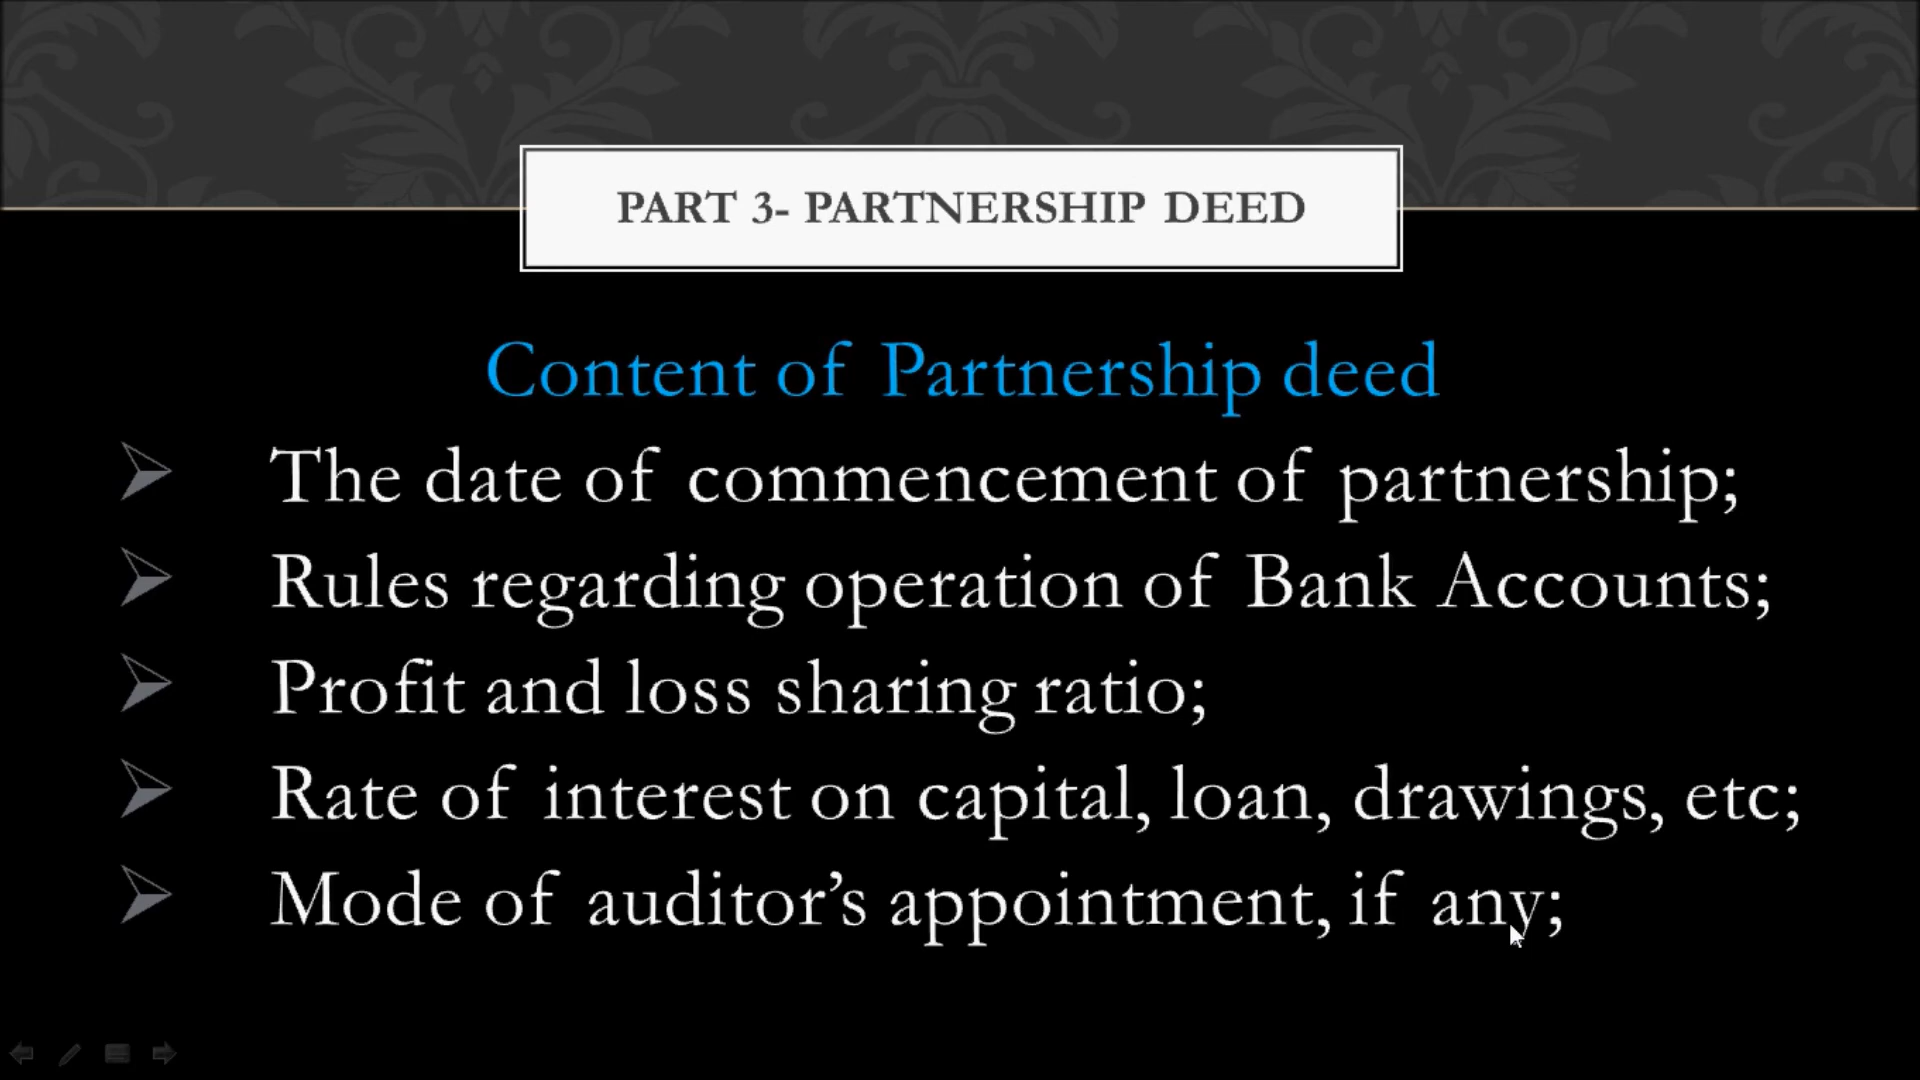 PART 3- PARTNERSHIP DEED
Content of Partnership deed
The date of commencement of partnership;
Rules regarding operation of Bank Accounts;
Profit and loss sharing ratio;
Rate of interest on capital, loan, drawings, etc;
Mode of auditor’s appointment, if any;